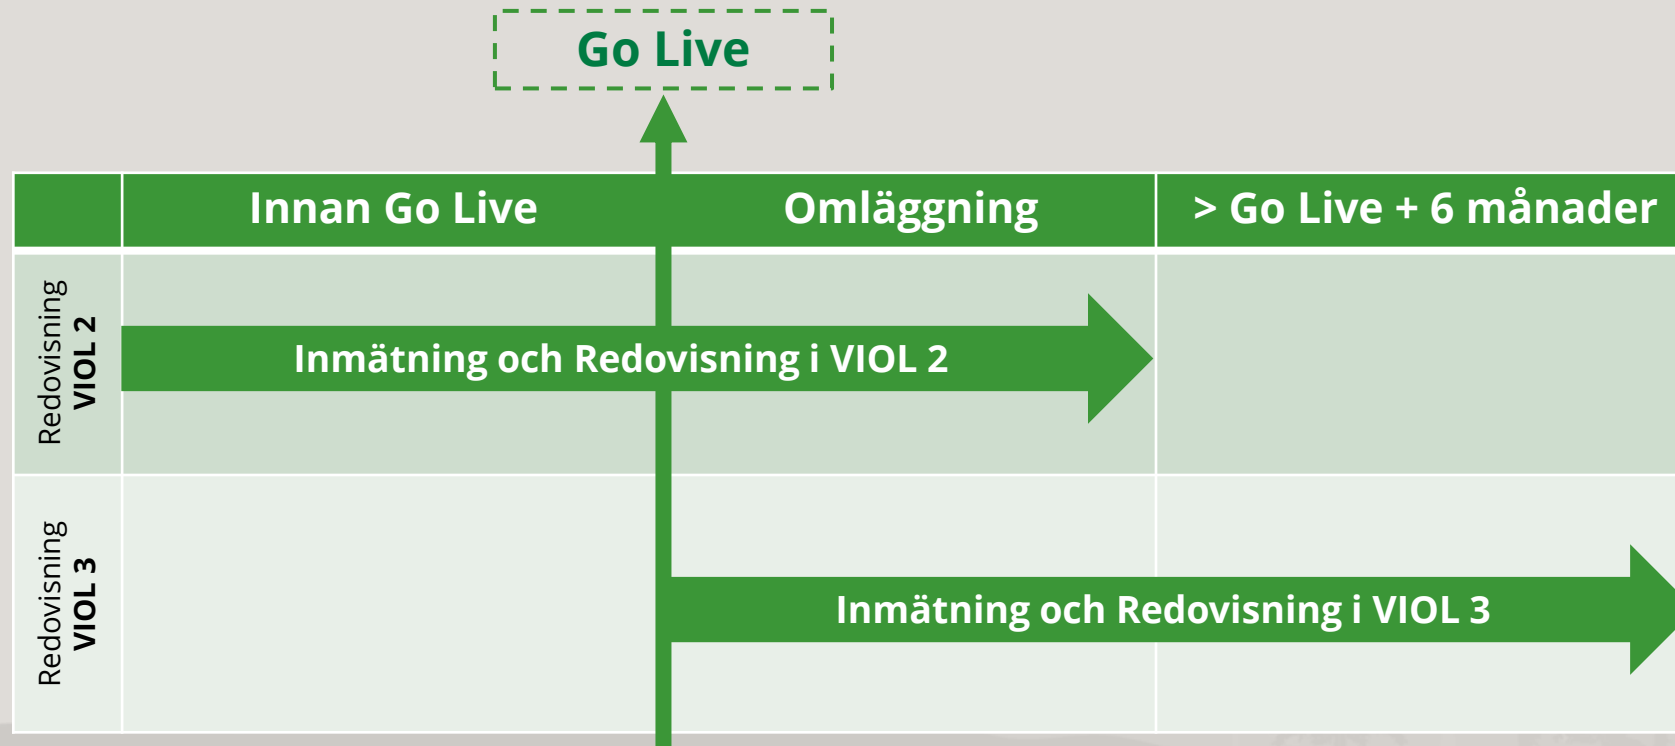 Go Live
Innan Go Live
Omläggning
> Go Live + 6 månader
Redovisning
VIOL 2
Inmätning och Redovisning i VIOL 2
Redovisning
VIOL 3
Inmätning och Redovisning i VIOL 3